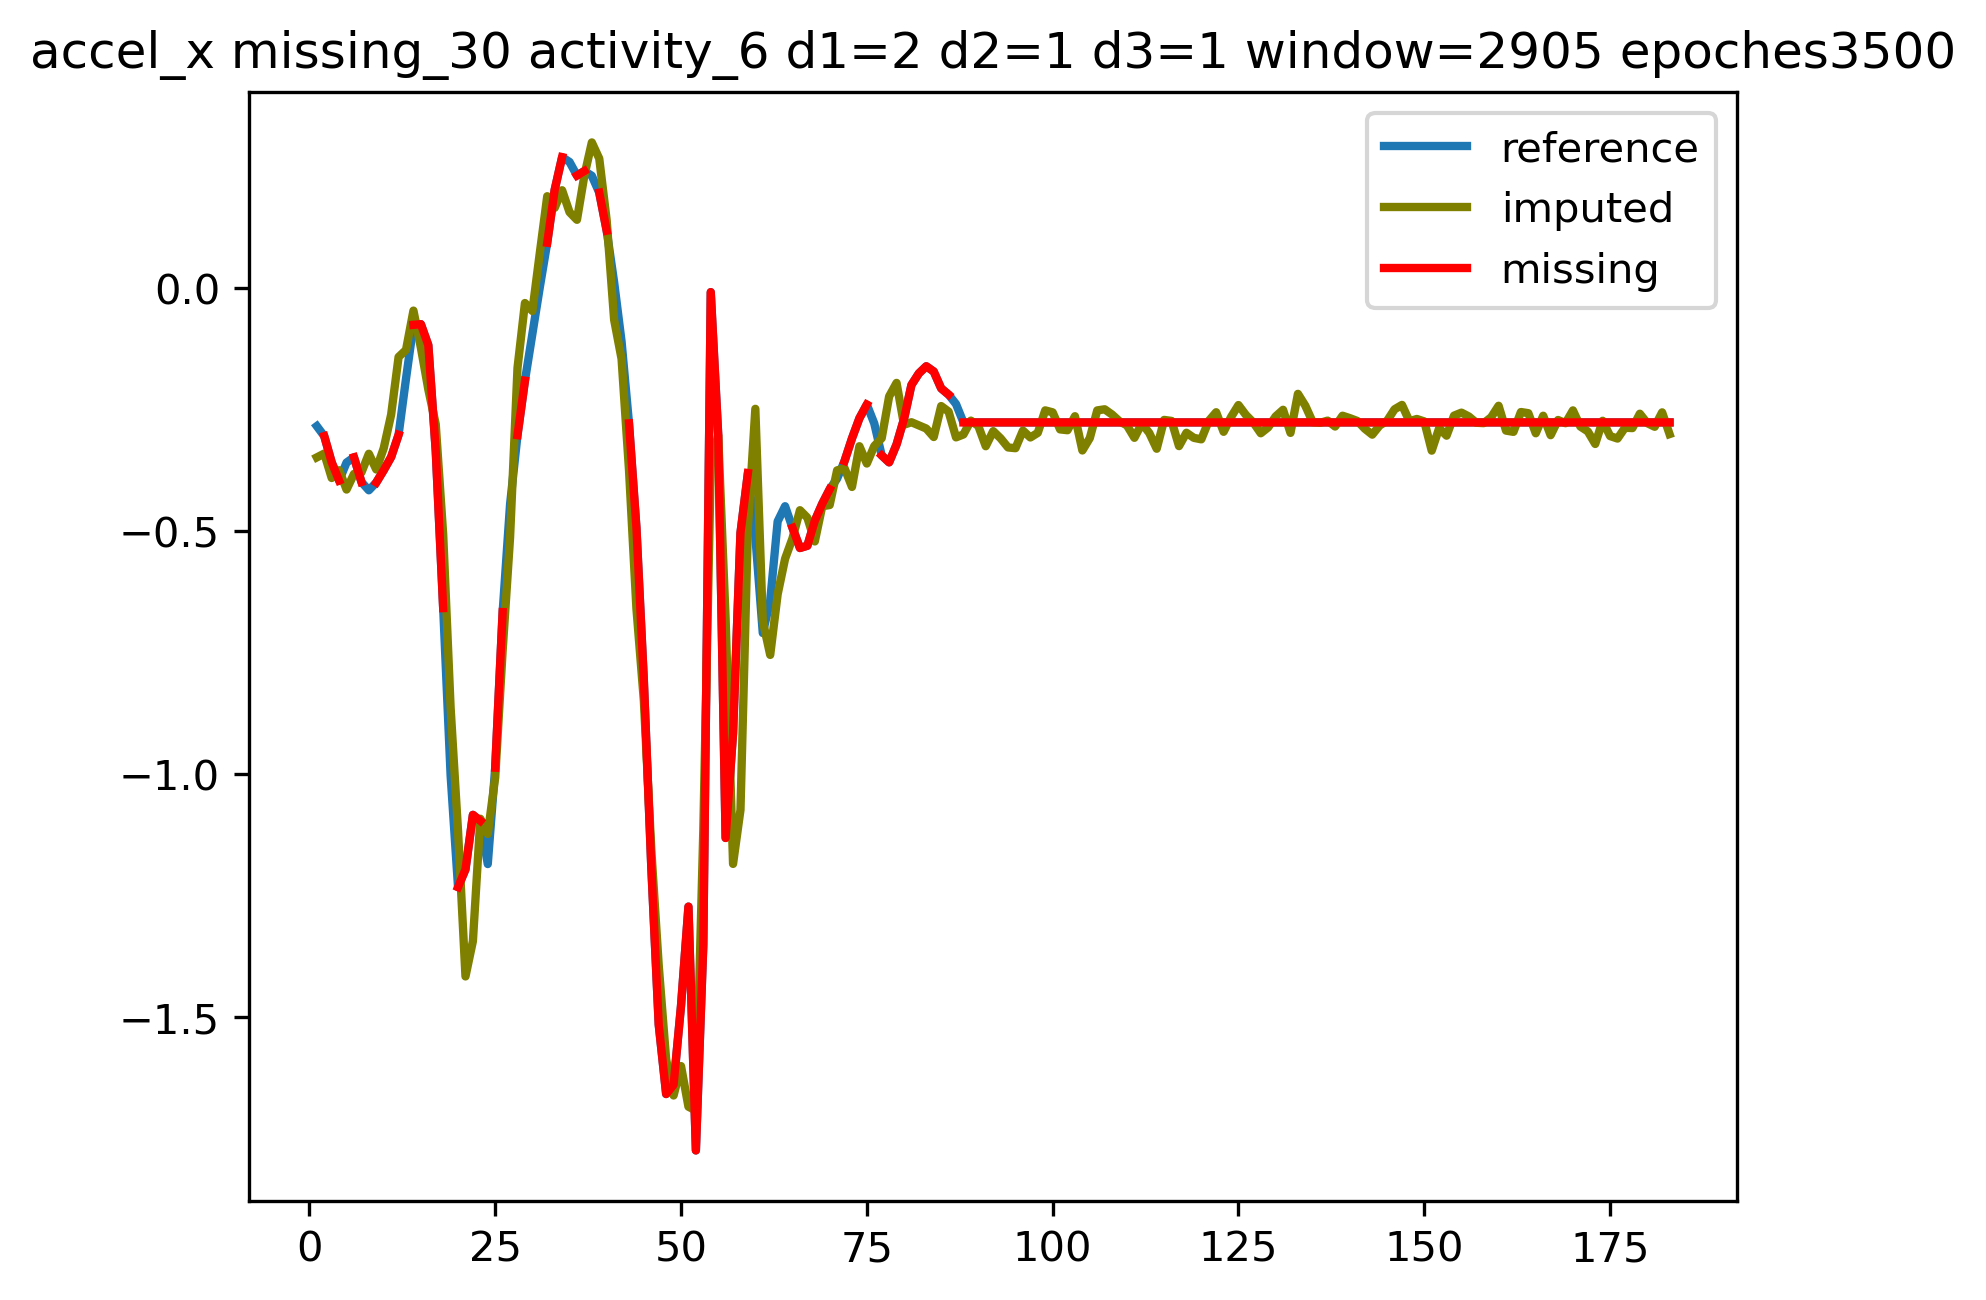 accel_x missing_30 activity_6 d1=2 d2=1 d3=1 window=2905 epoches3500
reference
imputed
missing
0.0
−0.5
−1.0
−1.5
0 25 50 75 100 125 150 175